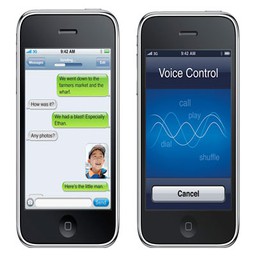 9:42 AM
Sending...
Messages
Edit
We went down to the
farmers market and the
wharf
How was it?
We had a blast! Especially
Ethan.
Any photos?
Here's the little man.
Send
9:42 AM
Voice Control
call
play
dial
shuffle
Cancel